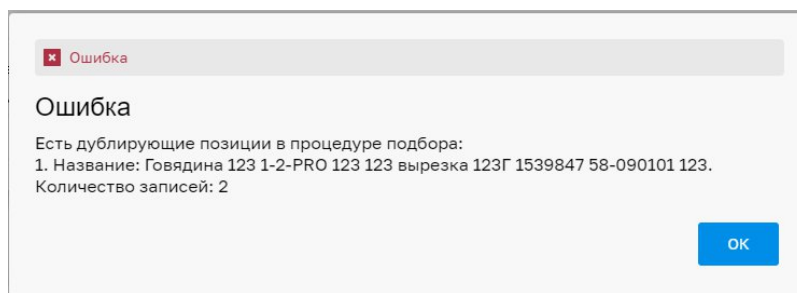 Ошибка
Ошибка
Есть дублирующие позиции в процедуре подбора:
1. Название: Говядина 123 1-2-PRO 123 123 вырезка 123Г 1539847 58-090101 123.
Количество записей: 2
ОК